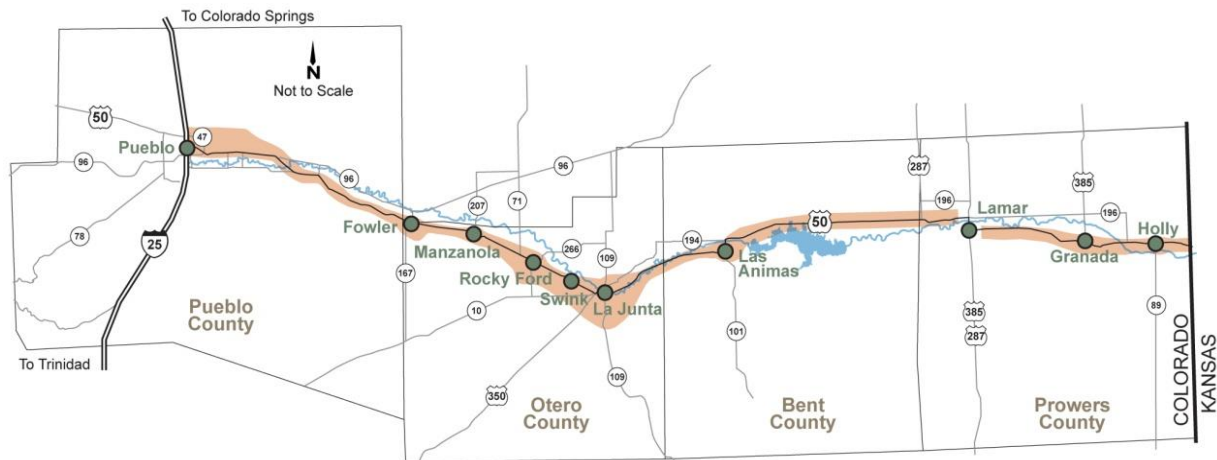 To Colorado Springs
N
Not to Scale
50
47
Pueblo
96
96
78
25
Pueblo
County
To Trinidad
Fowler
167
207
71
96
Manzanola
266
109
Rocky Ford
Swink
La Junta
194
10
350
109
Otero
County
Las
Animas
101
50
Bent
County
287
196
Lamar
385
196
Holly
Granada
385
287
89
Prowers
County
COLORADO
KANSAS